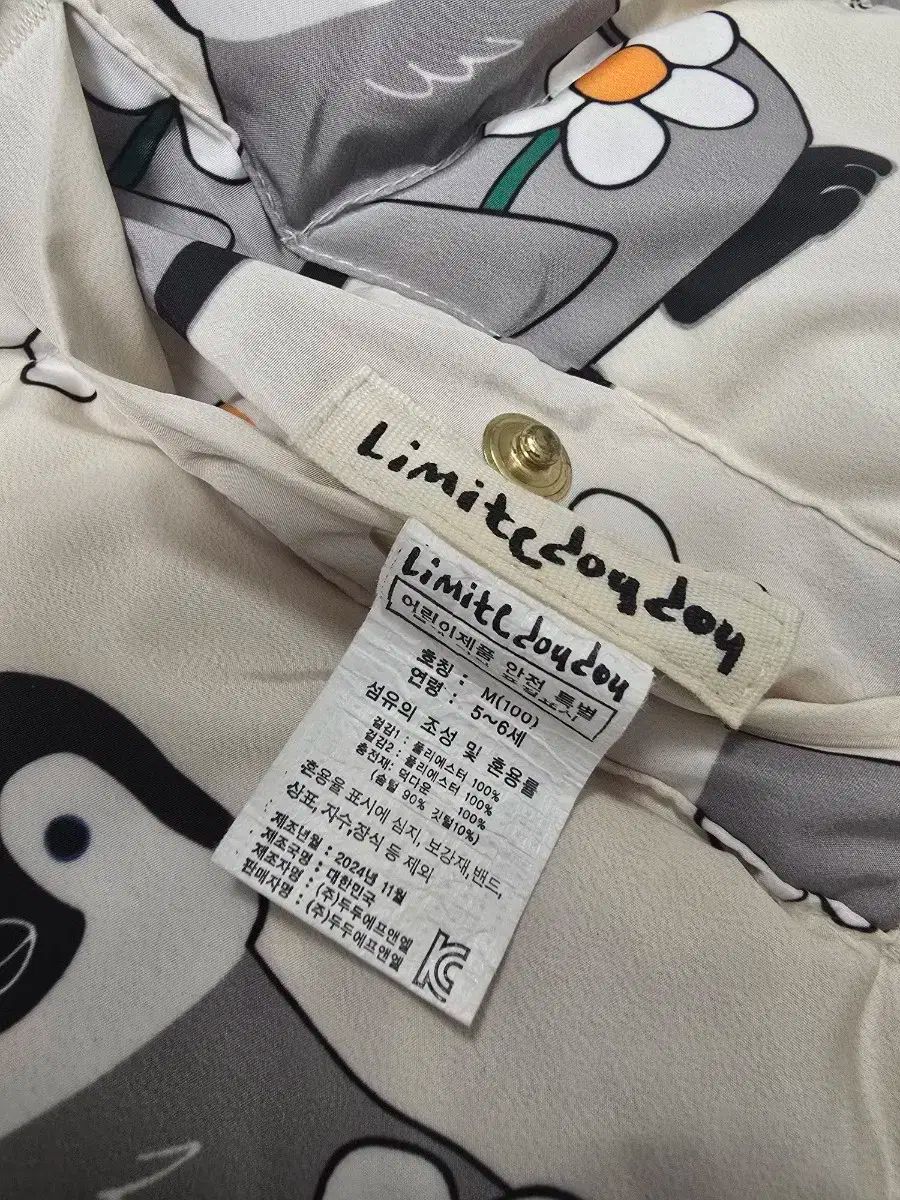 Limitedoudou
Limitedoudou
어린이제품 안전 특별
호칭 : M(100)
연령 : 5~6세
섬유의 조성 및 혼용률
겉감1 : 폴리에스터 100%
겉감2 : 폴리에스터 100%
충전재: 덕다운 100%
(솜털 90% 깃털10%)
혼용율 표시에 심지, 보강재,밴드,
상표, 자수,장식 등 제외
제조년월 : 2024년 11월
제조국명 : 대한민국
제조자명 : (주)두두에프앤엘
판매자명 : (주)두두에프앤엘
KC